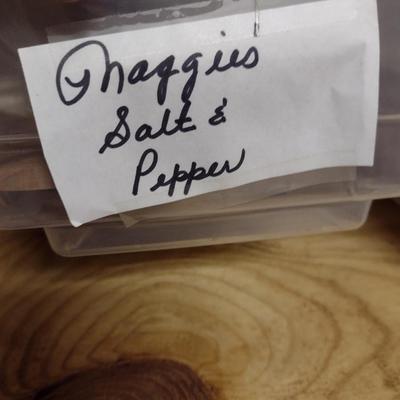 Maggies
Salt &
Pepper